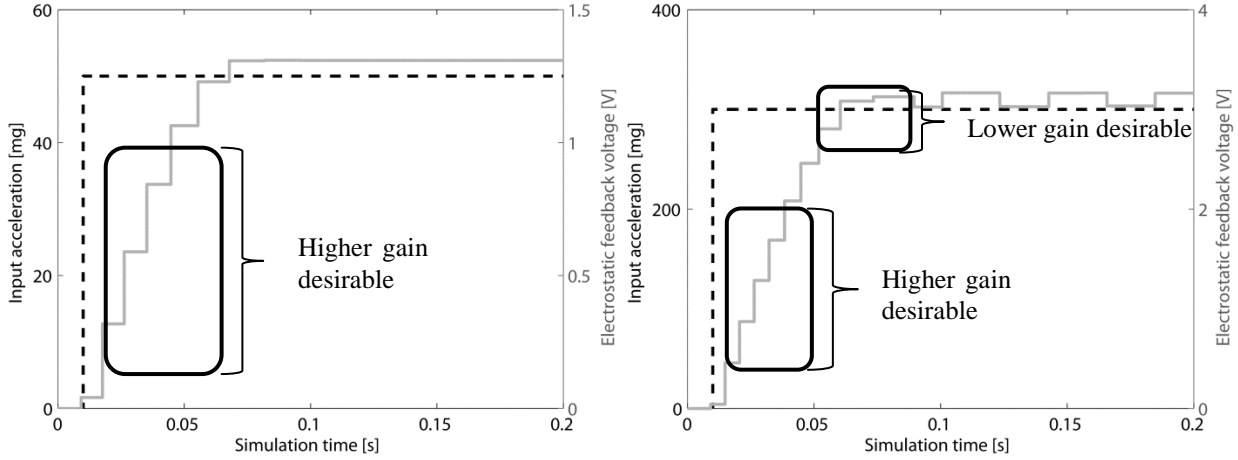 60
40
20
0
Input acceleration [mg]
0
0.05
0.1
0.15
0.2
Simulation time [s]
1.5
1
0.5
0
Electrostatic feedback voltage [V]
Higher gain
desirable
400
300
200
100
0
Input acceleration [mg]
0
0.05
0.1
0.15
0.2
Simulation time [s]
4
2
0
Electrostatic feedback voltage [V]
Lower gain desirable
Higher gain
desirable